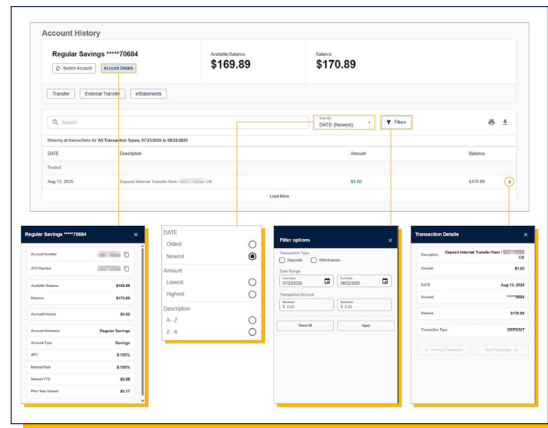 Account History
Regular Savings *****70684
Switch Account
Account Details
Available Balance
$169.89
Balance
$170.89
Transfer
External Transfer
eStatements
Search
Sort By
DATE (Newest)
Filters
Showing all transactions for 'All Transaction Types, 07/23/2025 to 08/22/2025
DATE Description Amount Balance
Posted
Aug 13, 2025 Deposit Internal Transfer from / CK $1.00 $170.89
Load More
Regular Savings *****70684 ×
Account Number
ACH Number
Available Balance $169.89
Balance $170.89
Account Nickname Regular Savings
Account Type Savings
APY 0.100%
Interest Rate 0.100%
Interest YTD
Prior Year Interest $0.17
DATE
Oldest
Newest
Amount
Lowest
Highest
Description
A - Z
Z - A
Filter options ×
Transaction Type
Deposits Withdrawals
Date Range
Start Date
07/23/2025
End Date
08/22/2025
Transaction Amount
Minimum
$ 0.00
Maximum
$ 0.00
Reset All
Apply
Transaction Details ×
Description Deposit Internal Transfer from /
CK
Amount $1.00
DATE Aug 13, 2025
Account
Balance $170.89
Transaction Type DEPOSIT
Previous Transaction
Next Transaction